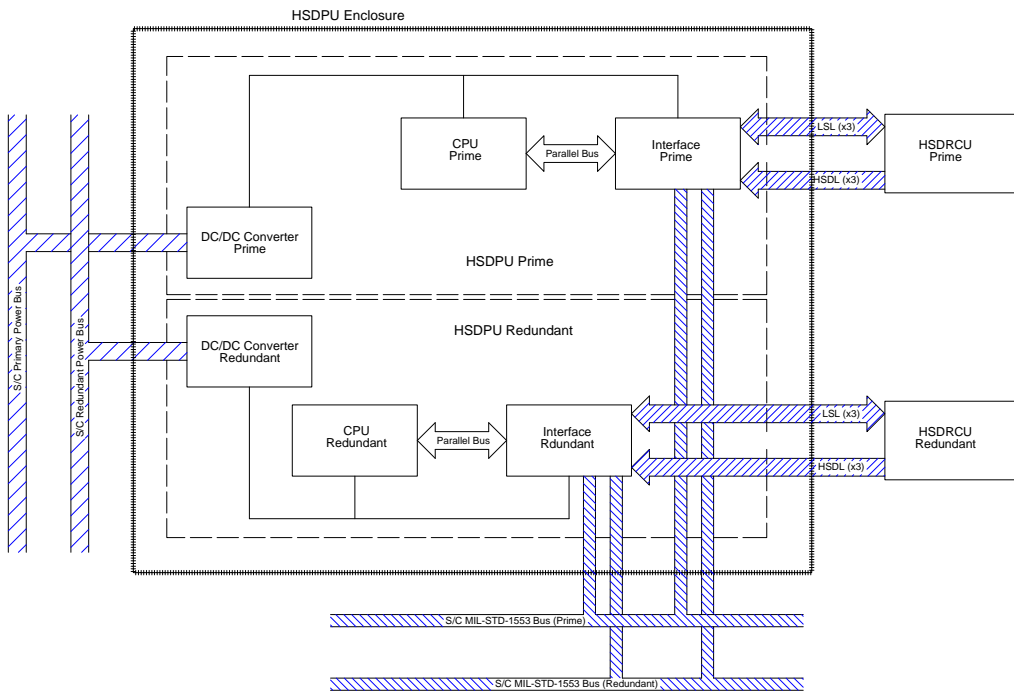 HSDPU Enclosure
CPU
Prime
Parallel Bus
Interface
Prime
LSL (x3)
HSDL (x3)
HSDRCU
Prime
DC/DC Converter
Prime
HSDPU Prime
S/C Primary Power Bus
S/C Redundant Power Bus
HSDPU Redundant
DC/DC Converter
Redundant
CPU
Redundant
Parallel Bus
Interface
Rdundant
LSL (x3)
HSDL (x3)
HSDRCU
Redundant
S/C MIL-STD-1553 Bus (Prime)
S/C MIL-STD-1553 Bus (Redundant)